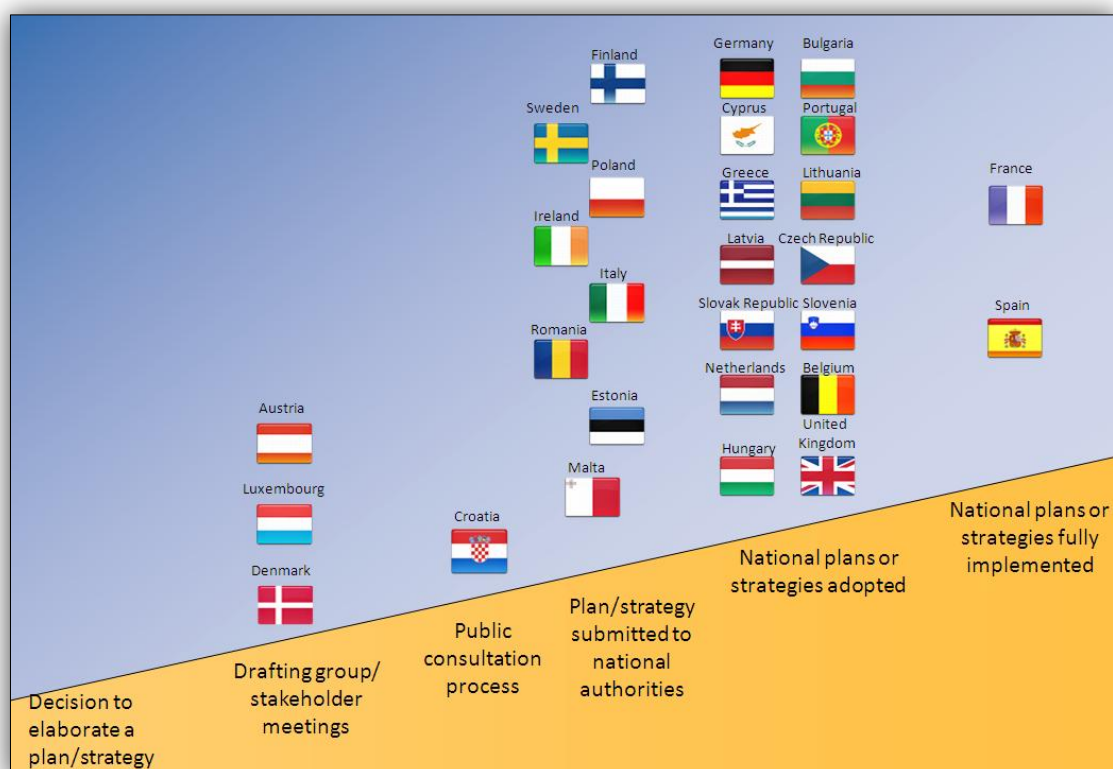 Finland
Germany
Bulgaria
Sweden
Cyprus
Portugal
Poland
Greece
Lithuania
France
Ireland
Latvia
Czech Republic
Italy
Slovak Republic
Slovenia
Spain
Romania
Netherlands
Belgium
Estonia
Austria
United
Kingdom
Hungary
Malta
Luxembourg
Croatia
Denmark
Decision to
elaborate a
plan/strategy
Drafting group/
stakeholder
meetings
Public
consultation
process
Plan/strategy
submitted to
national
authorities
National plans or
strategies adopted
National plans or
strategies fully
implemented